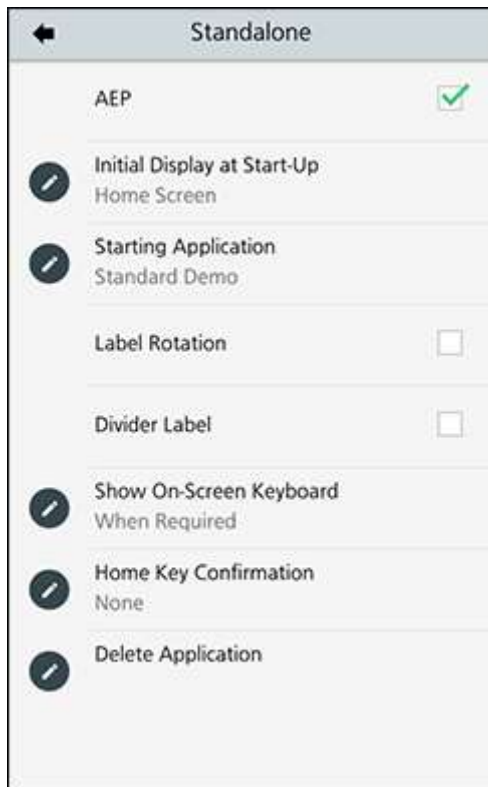 Standalone
AEP
Initial Display at Start-Up
Home Screen
Starting Application
Standard Demo
Label Rotation
Divider Label
Show On-Screen Keyboard
When Required
Home Key Confirmation
None
Delete Application